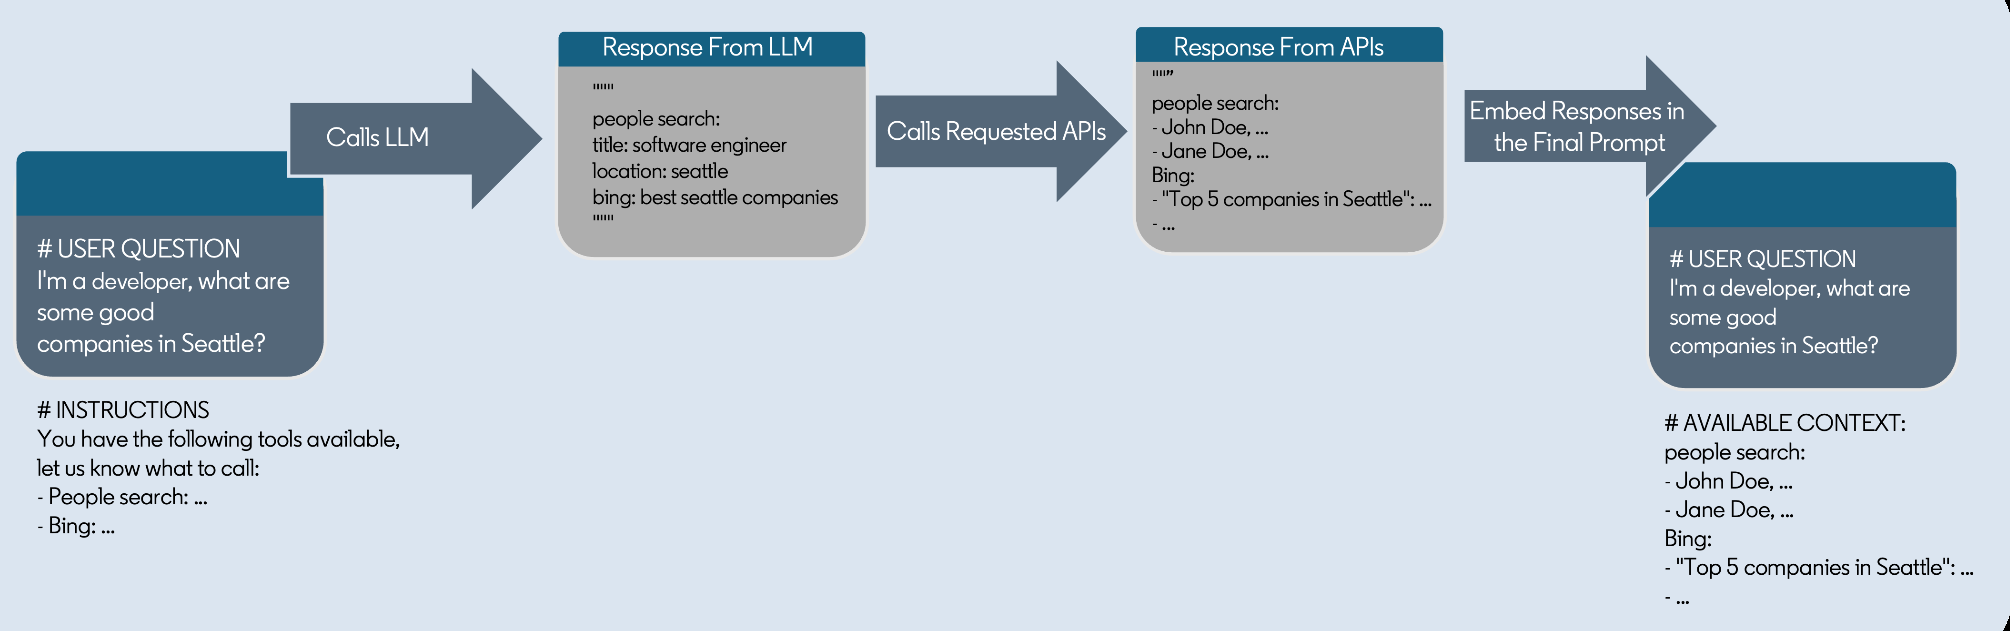 # USER QUESTION
I'm a developer, what are
some good
companies in Seattle?
# INSTRUCTIONS
You have the following tools available,
let us know what to call:
- People search: ...
- Bing: ...
Calls LLM
Response From LLM
""""
people search:
title: software engineer
location: seattle
bing: best seattle companies
""""
Calls Requested APIs
Response From APIs
"""”
people search:
- John Doe, ...
- Jane Doe, ...
Bing:
- "Top 5 companies in Seattle": ...
- ...
Embed Responses in
the Final Prompt
# USER QUESTION
I'm a developer, what are
some good
companies in Seattle?
# AVAILABLE CONTEXT:
people search:
- John Doe, ...
- Jane Doe, ...
Bing:
- "Top 5 companies in Seattle": ...
- ...